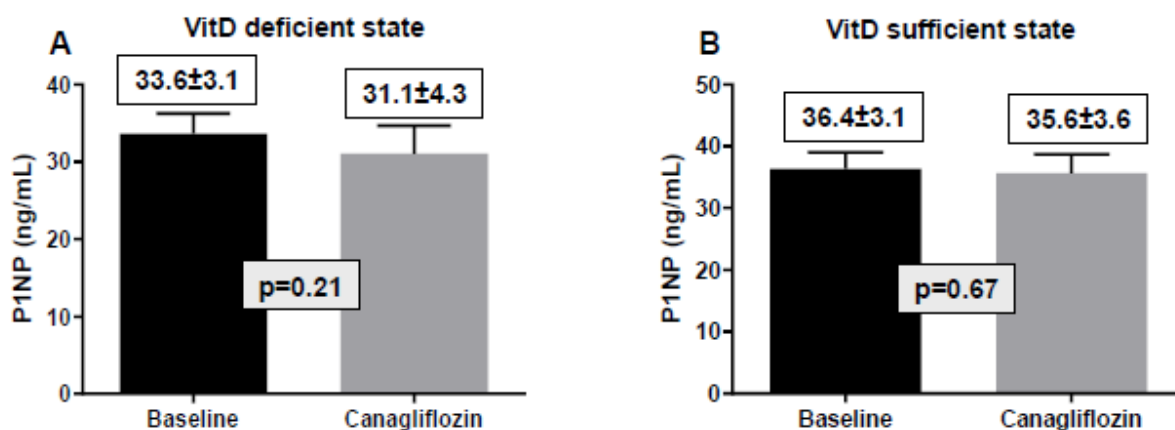 A
VitD deficient state
33.6±3.1
31.1±4.3
P1NP (ng/mL)
40
30
20
10
0
p=0.21
Baseline
Canagliflozin
B
VitD sufficient state
36.4±3.1
35.6±3.6
P1NP (ng/mL)
50
40
30
20
10
0
p=0.67
Baseline
Canagliflozin